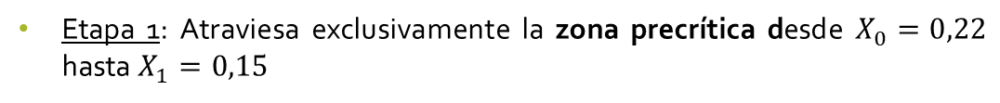 • Etapa 1: Atraviesa exclusivamente la zona precrítica desde X₀ = 0,22
hasta X₁ = 0,15